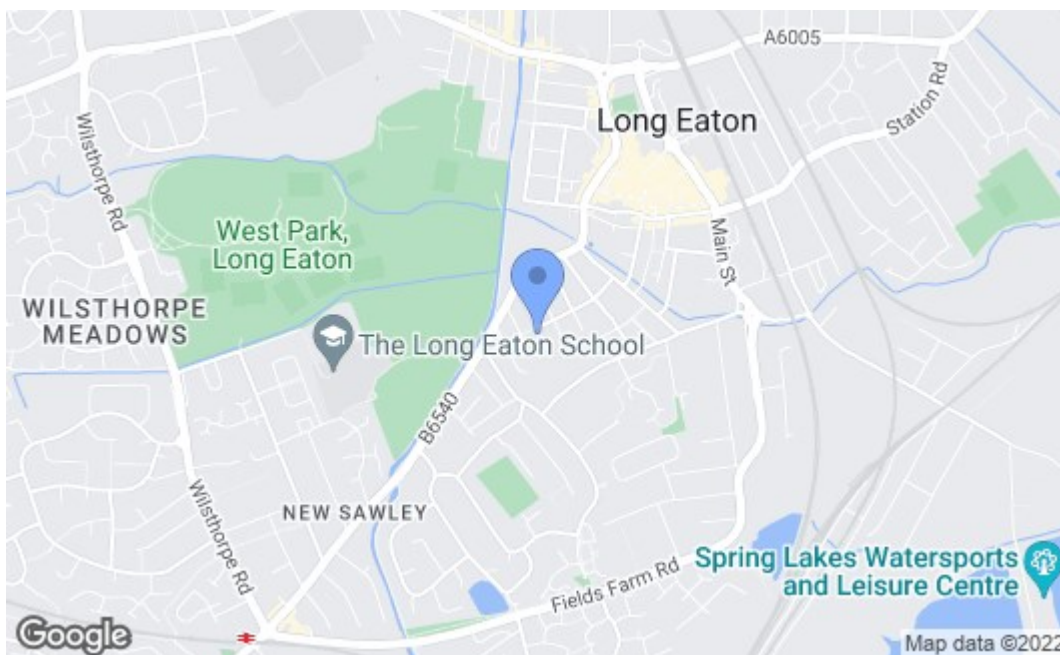 A6005
Long Eaton
Station Rd
Wilsthorpe Rd
West Park,
Long Eaton
Main St
WILSTHORPE
MEADOWS
The Long Eaton School
B6540
NEW SAWLEY
Wilsthorpe Rd
Fields Farm Rd
Spring Lakes Watersports
and Leisure Centre
Google
Map data ©2022